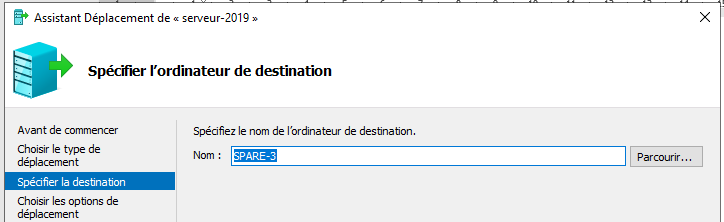 Assistant Déplacement de « serveur-2019 »
Spécifier l’ordinateur de destination
Avant de commencer
Choisir le type de
déplacement
Spécifier la destination
Choisir les options de
déplacement
Spécifiez le nom de l’ordinateur de destination.
Nom : SPARE-3 Parcourir...